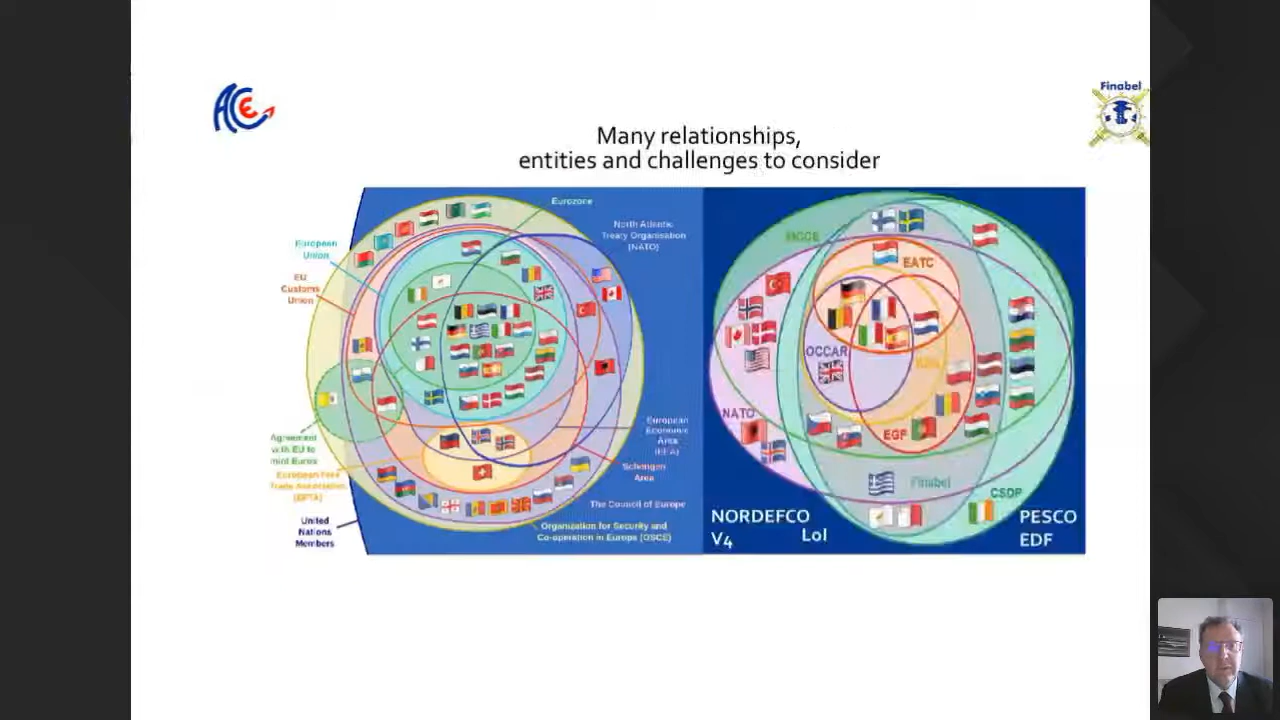 ACE
Finabel
Many relationships,
entities and challenges to consider
Eurozone
North Atlantic
Treaty Organisation
(NATO)
European
Union
EU
Customs
Union
Agreement
with EU to
mint Euros
European Free
Trade Association
(EFTA)
United
Nations
Members
European
Economic
Area
(EEA)
Schengen
Area
The Council of Europe
Organization for Security and
Co-operation in Europe (OSCE)
MCCE
EATC
OCCAR
NATO
EGF
Finabel
CSDP
NORDEFCO
V4
LoI
PESCO
EDF